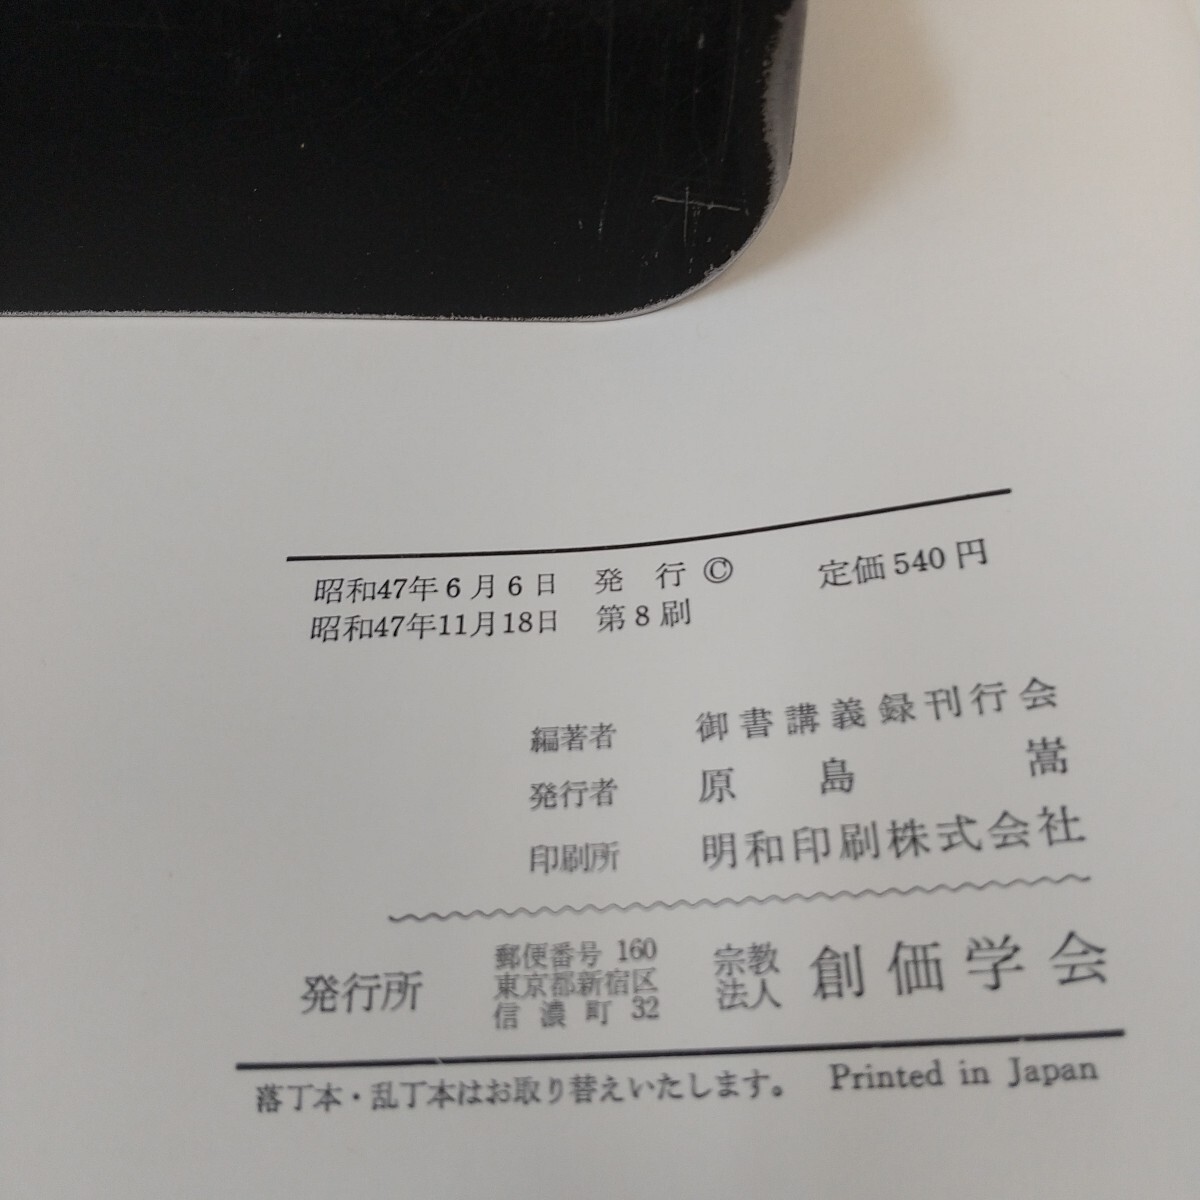 昭和47年6月6日 発行 © 定価540円
昭和47年11月18日 第8刷
編著者 御書講義録刊行会
発行者 原島嵩
印刷所 明和印刷株式会社
発行所
郵便番号 160
東京都新宿区
信濃町 32
宗教
法人
創価学会
落丁本・乱丁本はお取り替えいたします。 Printed in Japan